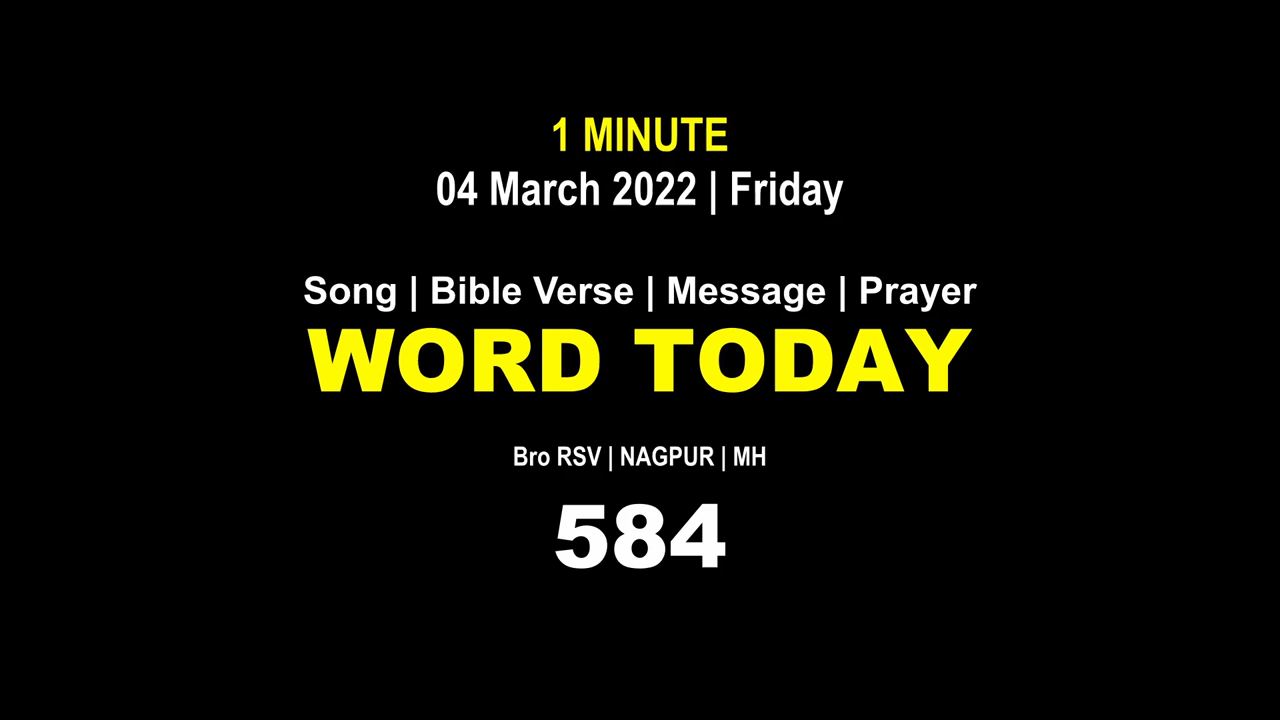 1 MINUTE
04 March 2022 | Friday
Song | Bible Verse | Message | Prayer
WORD TODAY
Bro RSV | NAGPUR | MH
584